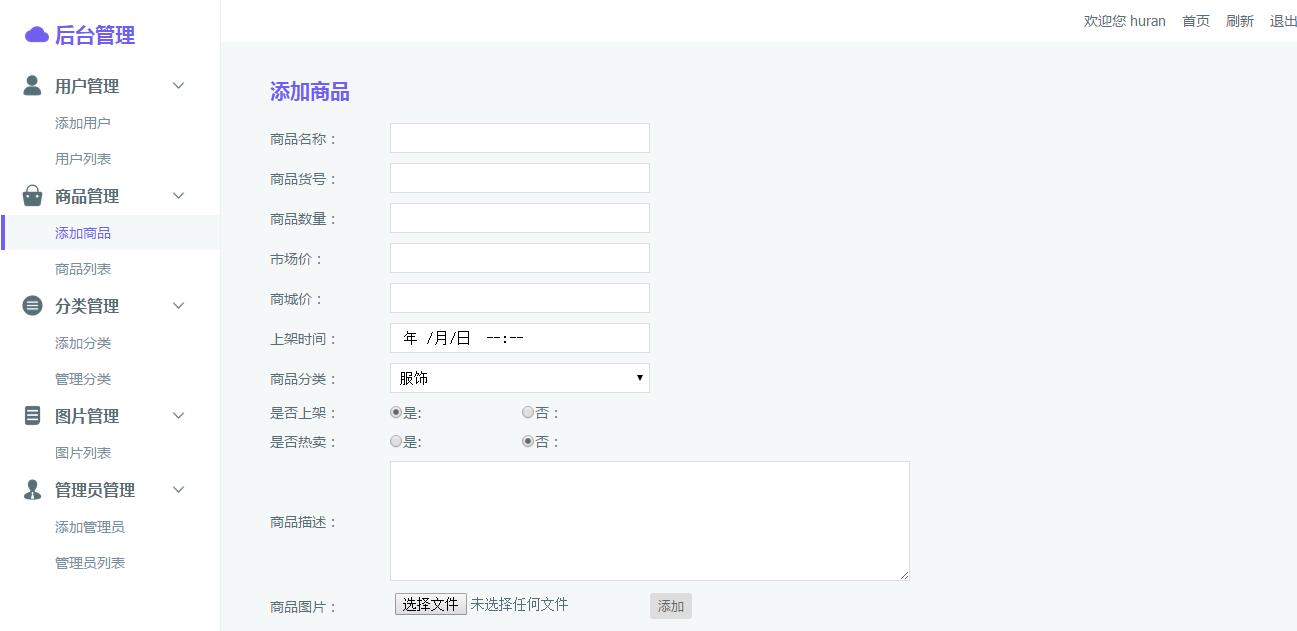 后台管理
用户管理
添加用户
用户列表
商品管理
添加商品
商品列表
分类管理
添加分类
管理分类
图片管理
图片列表
管理员管理
添加管理员
管理员列表
欢迎您 huran 首页 刷新 退出
添加商品
商品名称：
商品货号：
商品数量：
市场价：
商城价：
上架时间： 年 /月/日 --:--
商品分类： 服饰
是否上架： 是: 否：
是否热卖： 是: 否：
商品描述：
商品图片： 选择文件 未选择任何文件 添加